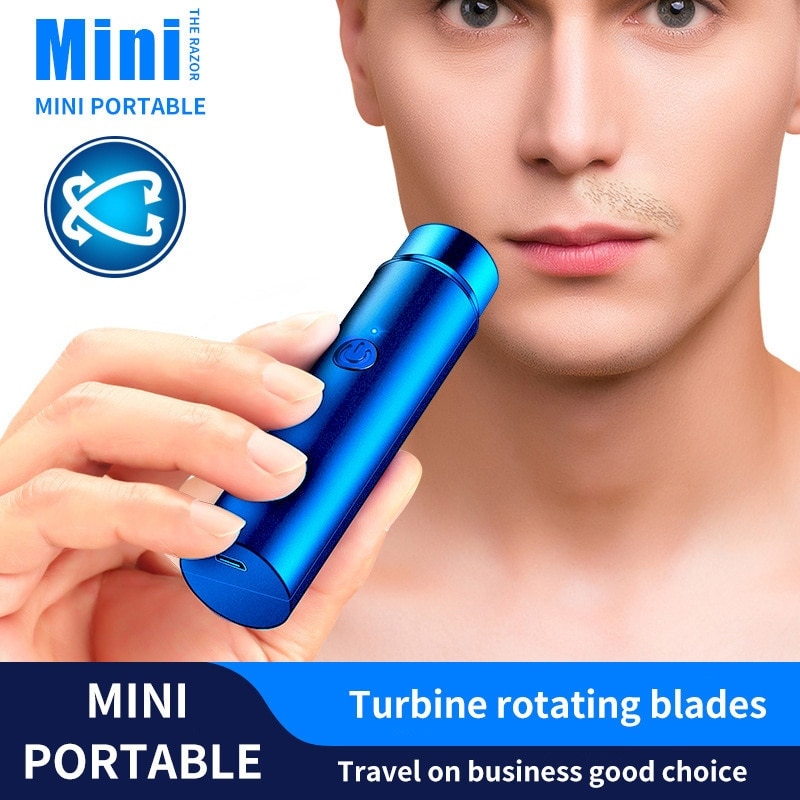 Mini
THE RAZOR
MINI PORTABLE
MINI
PORTABLE
Turbine rotating blades
Travel on business good choice